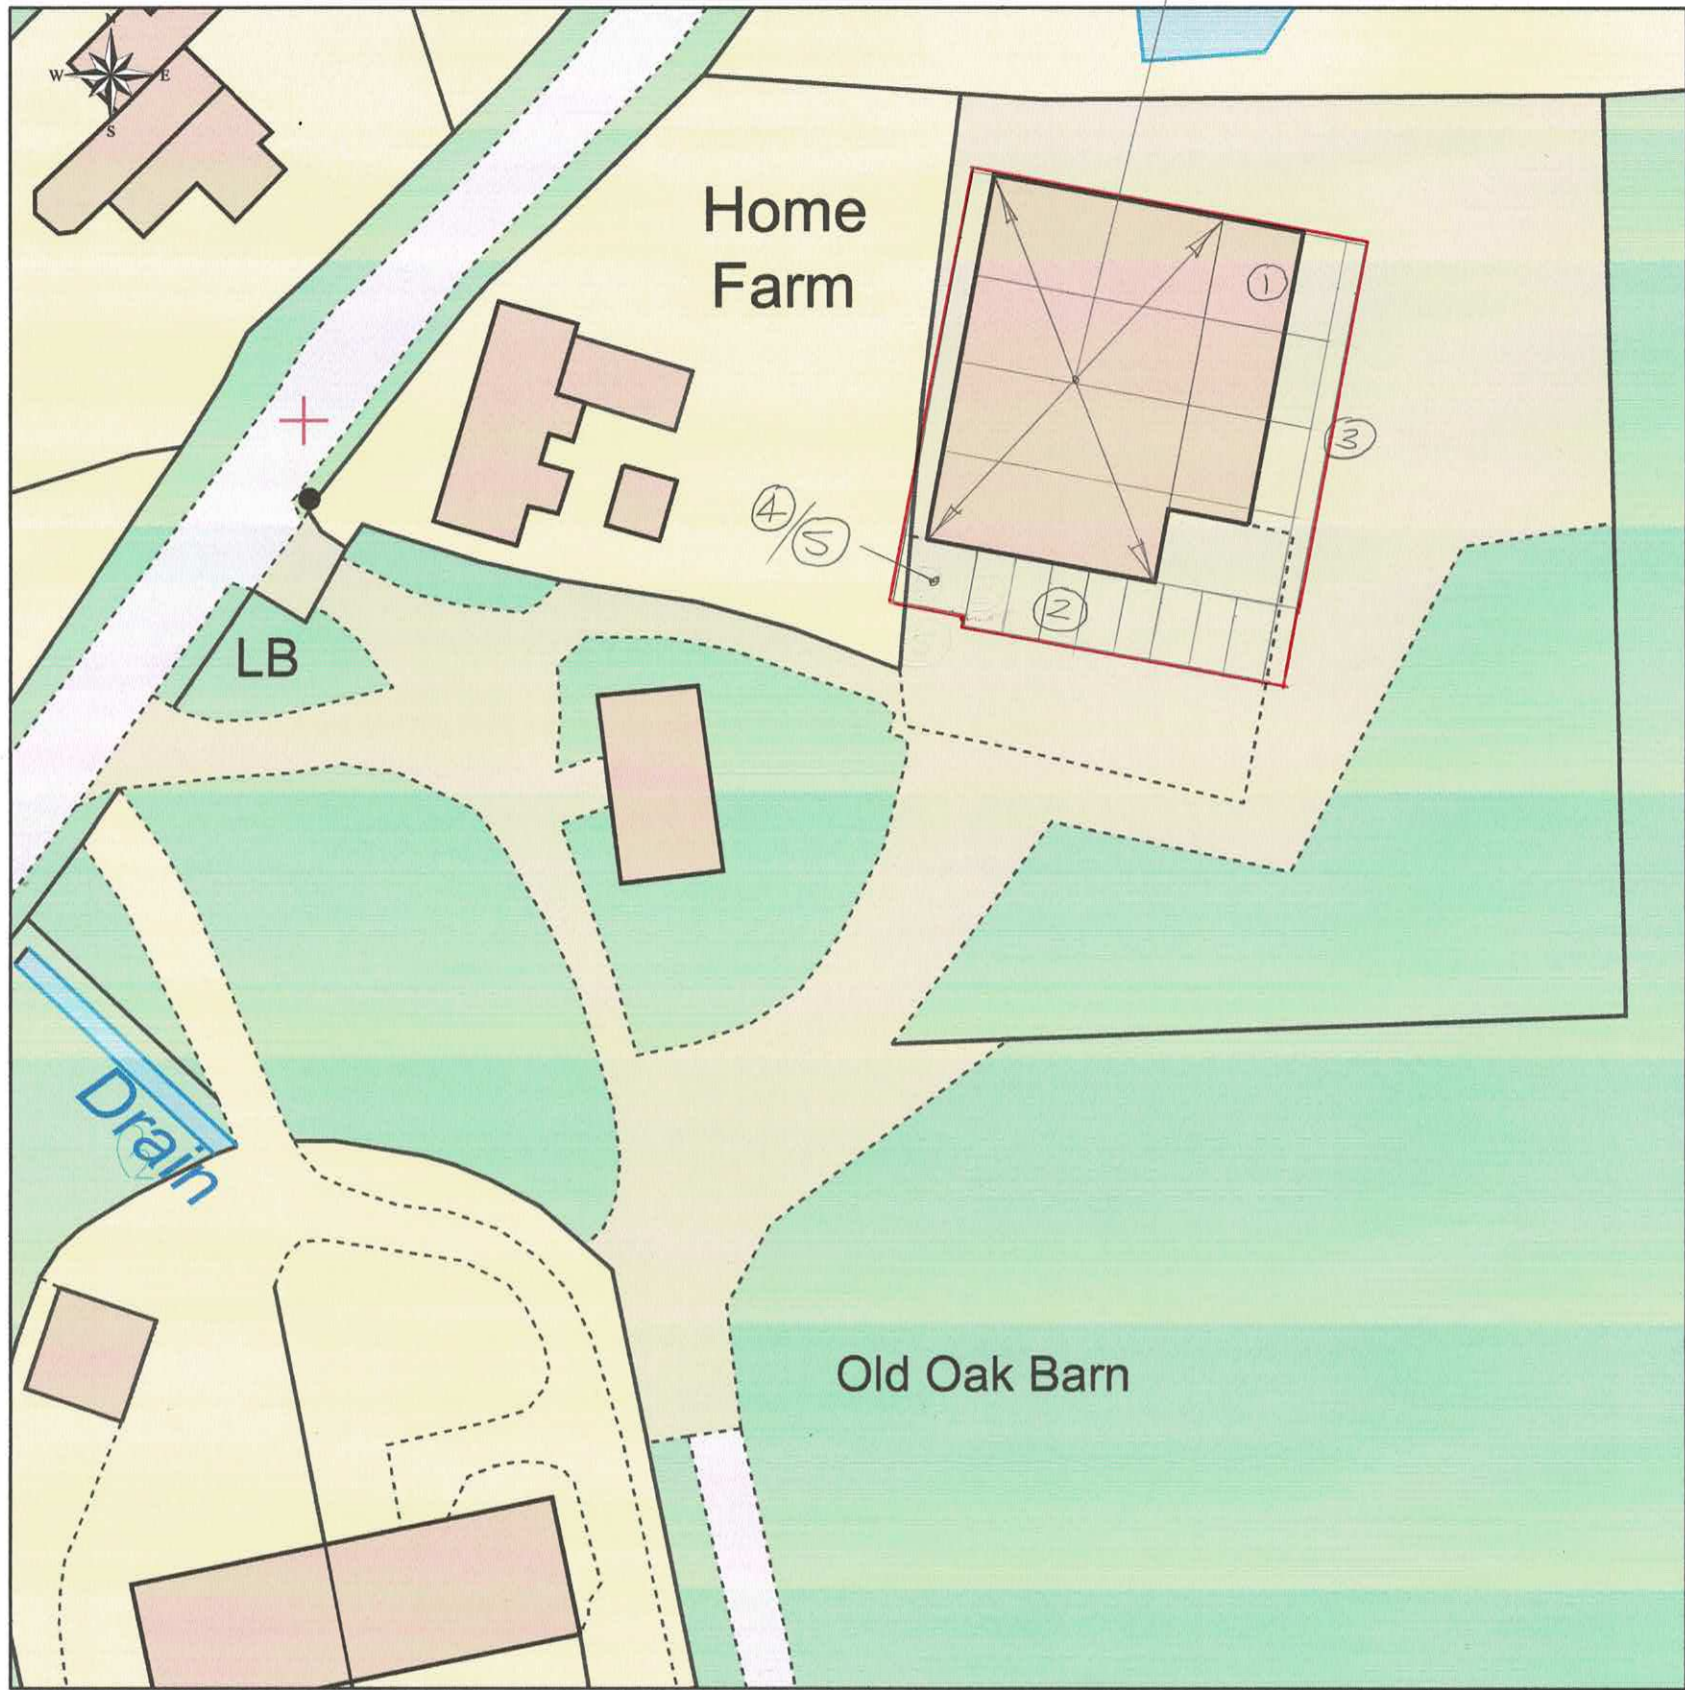 W E
S
Home
Farm
①
③
④/⑤
②
LB
Drain
Old Oak Barn